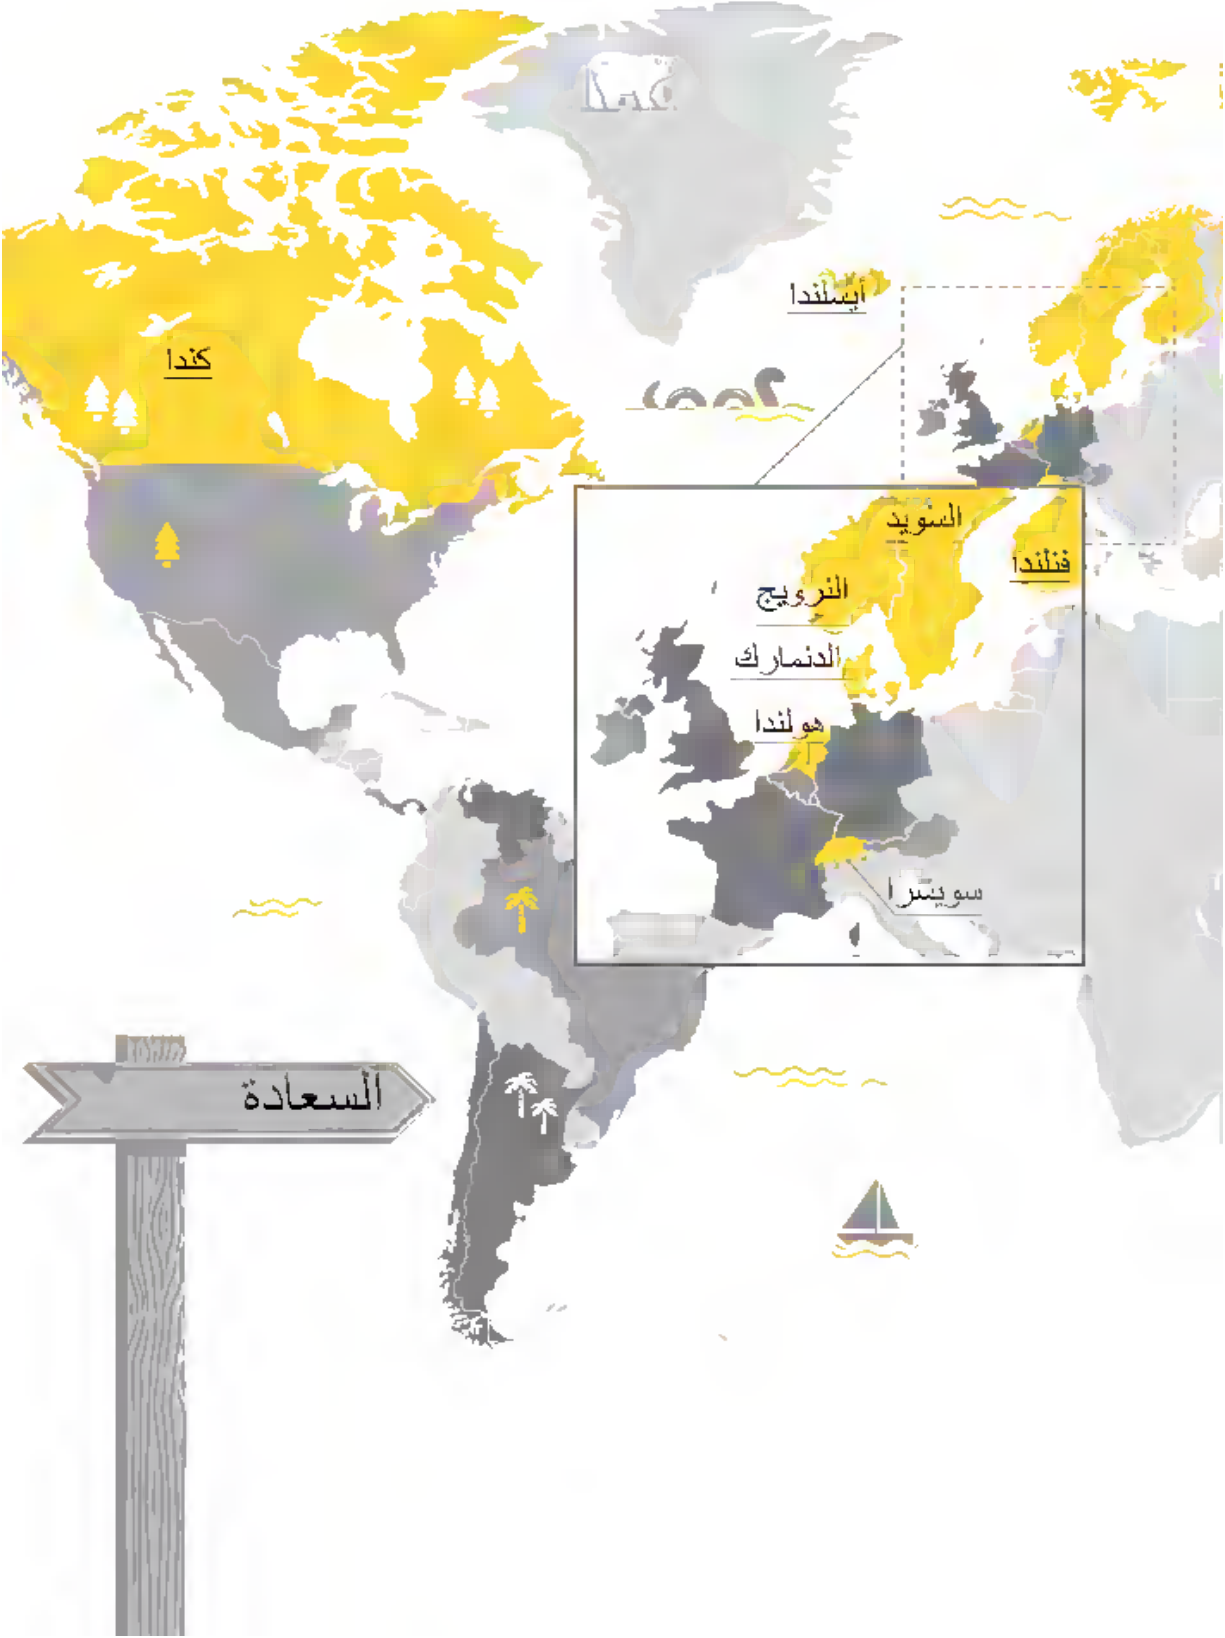 أيسلندا
كندا
السويد
فنلندا
النرويج
الدنمارك
هولندا
سويسرا
السعادة